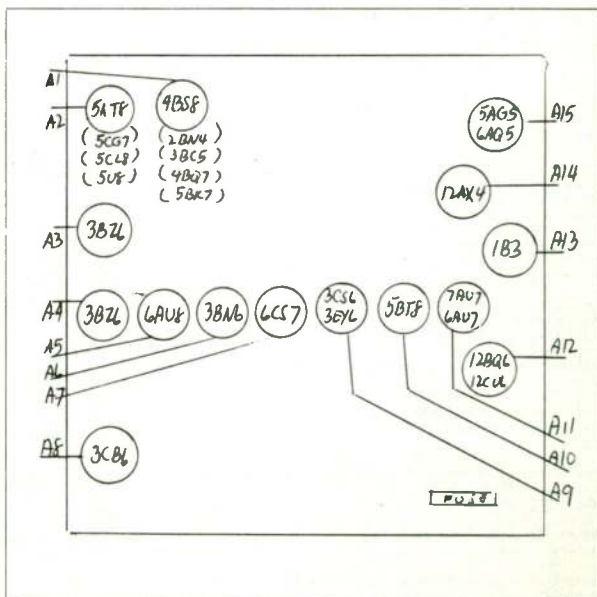 A1
A2
5AT8
(5CG7)
(5CL8)
(5U8)
4BS8
(2BN4)
(3BC5)
(4BQ7)
(5BK7)
5AG5
6AQ5
A15
12AX4
A14
1B3
A13
A3
3BZ6
A4
3BZ6
6AU8
3BN6
6CS7
3CS6
3EY6
5BT8
7AU7
6AU7
A5
A6
A7
12BQ6
12CU6
A12
A11
A10
A9
A8
3CB6
FUSE